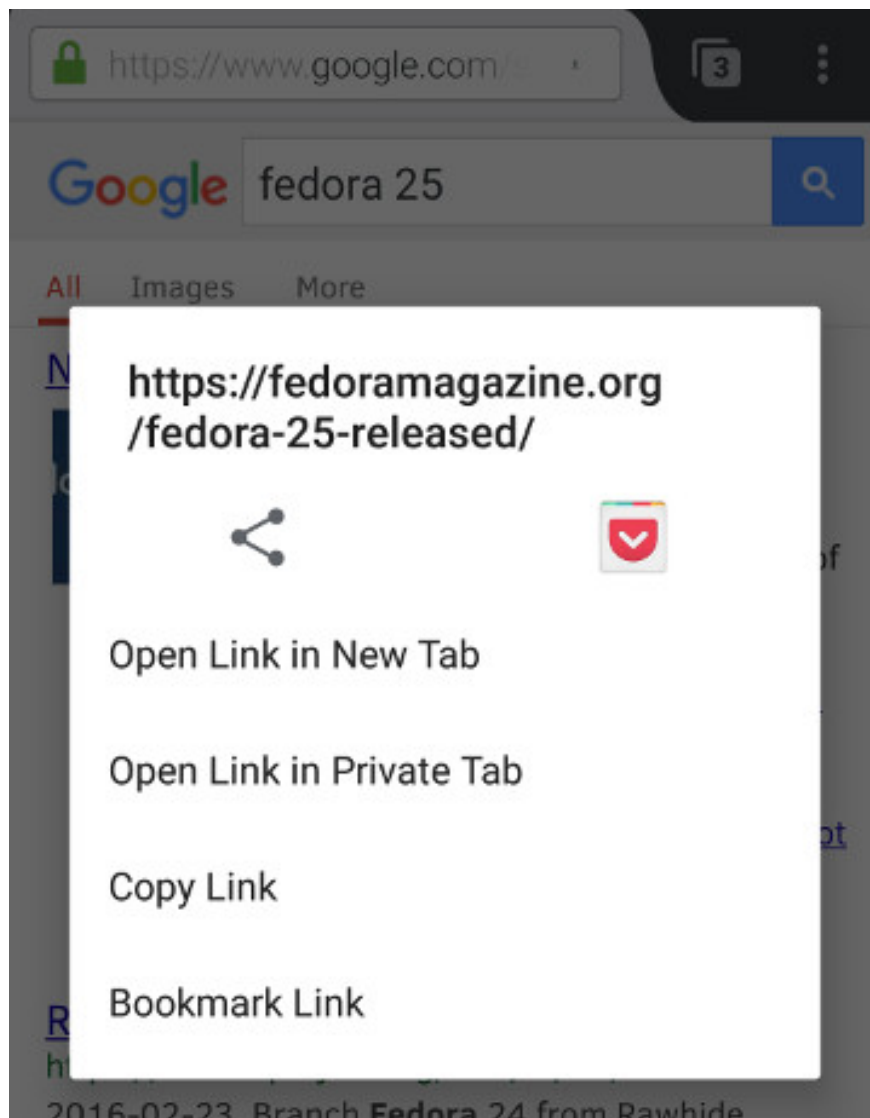 https://www.google.com/s
3
Google fedora 25
All Images More
N
https://fedoramagazine.org
/fedora-25-released/
of
Open Link in New Tab
Open Link in Private Tab
ot
Copy Link
Bookmark Link
R
2016-02-23 Branch Fedora 24 from Rawhide